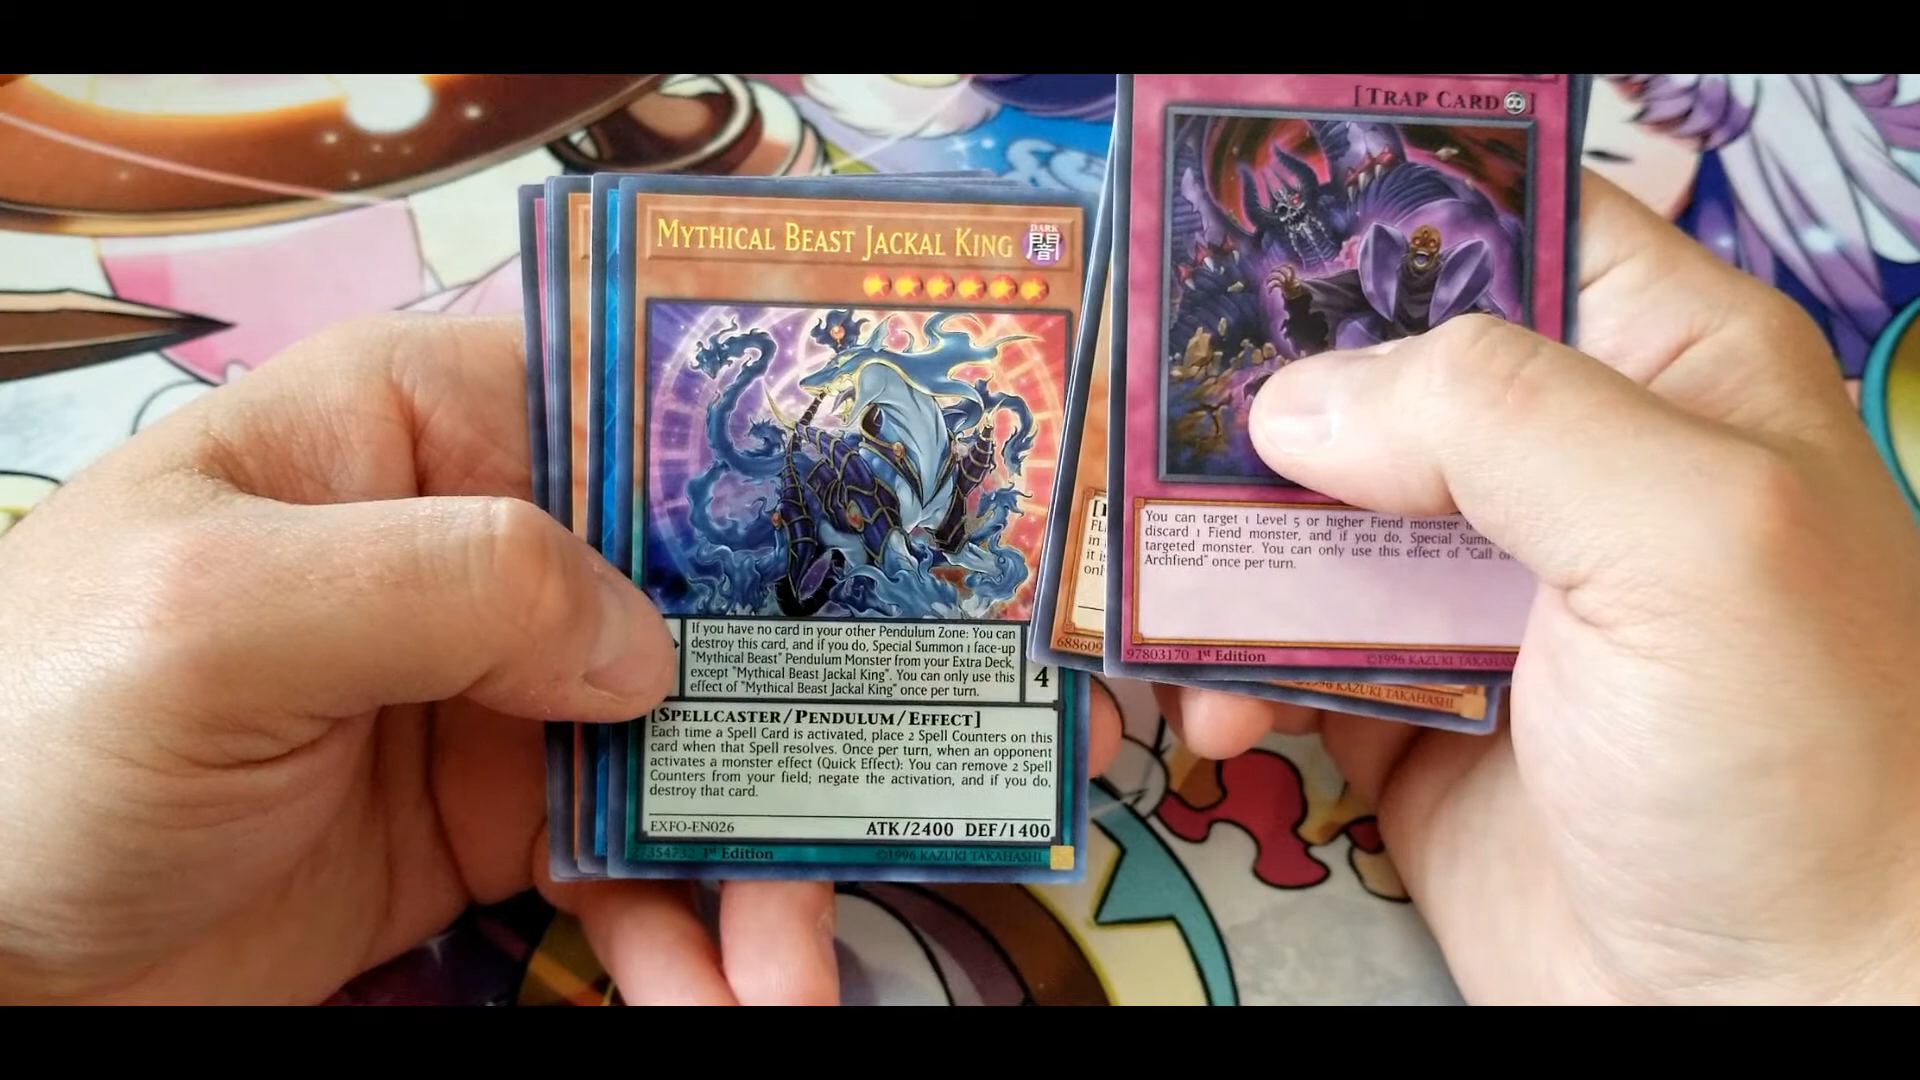 MYTHICAL BEAST JACKAL KING
DARK
闇
If you have no card in your other Pendulum Zone: You can
destroy this card, and if you do, Special Summon 1 face-up
"Mythical Beast" Pendulum Monster from your Extra Deck,
except "Mythical Beast Jackal King". You can only use this
effect of "Mythical Beast Jackal King" once per turn.
4
[SPELLCASTER/PENDULUM/EFFECT]
Each time a Spell Card is activated, place 2 Spell Counters on this
card when that Spell resolves. Once per turn, when an opponent
activates a monster effect (Quick Effect): You can remove 2 Spell
Counters from your field; negate the activation, and if you do,
destroy that card.
EXFO-EN026
ATK/2400 DEF/1400
27354732 1st Edition
©1996 KAZUKI TAKAHASHI
in
it is
only
688609
[TRAP CARD]
You can target 1 Level 5 or higher Fiend monster
discard 1 Fiend monster, and if you do, Special
targeted monster. You can only use this effect of "Call
Archfiend" once per turn.
97803170 1st Edition
©1996 KAZUKI TAKAHASHI
1996 KAZUKI TAKAHASHI